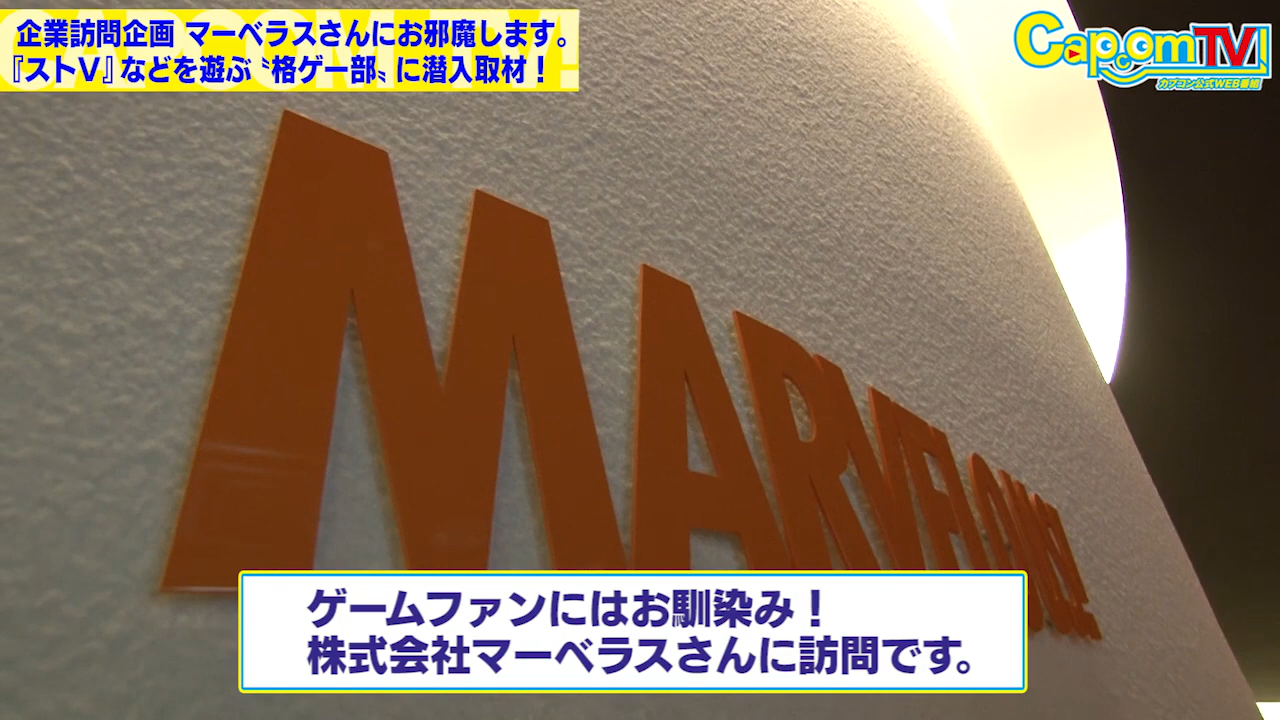 企業訪問企画 マーベラスさんにお邪魔します。
『ストV』などを遊ぶ〝格ゲー部〟に潜入取材!
CapcomTV!
カプコン公式WEB番組
MARVELOUS!
ゲームファンにはお馴染み!
株式会社マーベラスさんに訪問です。